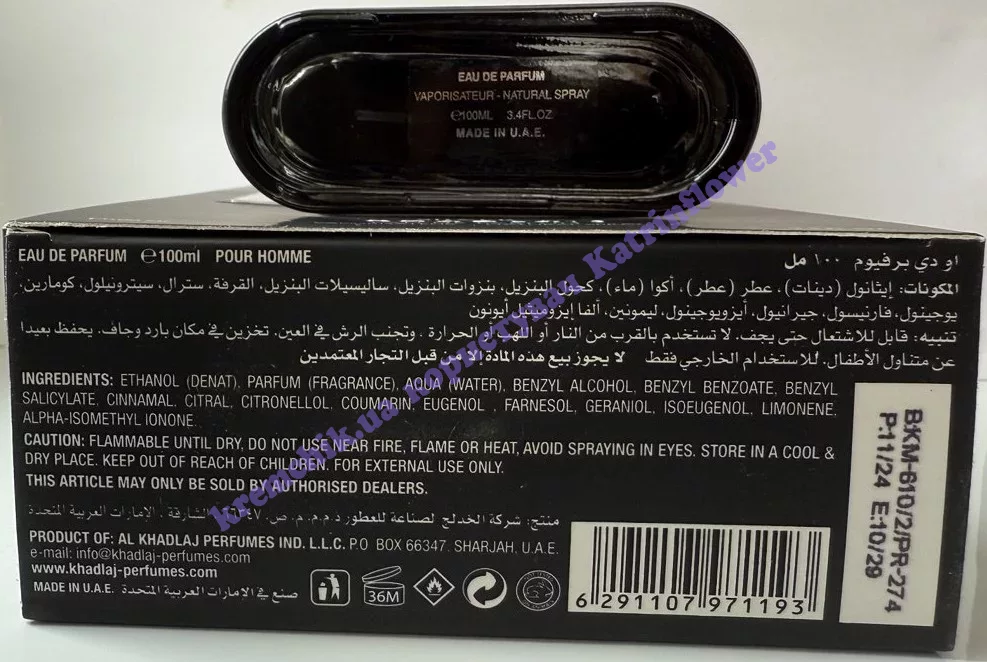 EAU DE PARFUM
VAPORISATEUR - NATURAL SPRAY
℮100ML 3.4FL.OZ.
MADE IN U.A.E.
EAU DE PARFUM ℮100ml POUR HOMME
او دي برفيوم ١٠٠ مل
المكونات: إيثانول (دينات)، عطر (عطر)، أكوا (ماء)، كحول البنزيل، بنزوات البنزيل، ساليسيلات البنزيل، القرفة، سترال، سيترونيلول، كومارين،
يوجينول، فارنيسول، جيرانيول، أيزويوجينول، ليمونين، ألفا إيزوميثيل أيونون
تنبيه: قابل للاشتعال حتى يجف. لا تستخدم بالقرب من النار أو اللهب أو الحرارة. وتجنب الرش في العين. تخزين في مكان بارد وجاف. يحفظ بعيدا
عن متناول الأطفال. للاستخدام الخارجي فقط لا يجوز بيع هذه المادة الا من قبل التجار المعتمدين
INGREDIENTS: ETHANOL (DENAT), PARFUM (FRAGRANCE), AQUA (WATER), BENZYL ALCOHOL, BENZYL BENZOATE, BENZYL
SALICYLATE, CINNAMAL, CITRAL, CITRONELLOL, COUMARIN, EUGENOL , FARNESOL, GERANIOL, ISOEUGENOL, LIMONENE,
ALPHA-ISOMETHYL IONONE
CAUTION: FLAMMABLE UNTIL DRY, DO NOT USE NEAR FIRE, FLAME OR HEAT, AVOID SPRAYING IN EYES. STORE IN A COOL &
DRY PLACE. KEEP OUT OF REACH OF CHILDREN. FOR EXTERNAL USE ONLY.
THIS ARTICLE MAY ONLY BE SOLD BY AUTHORISED DEALERS.
منتج: شركة الخدلج لصناعة للعطور ذ.م.م. ص. ٦٦٣٤٧ الشارقة . الإمارات العربية المتحدة
PRODUCT OF: AL KHADLAJ PERFUMES IND. L.L.C. P.O BOX 66347. SHARJAH, U.A.E.
e-mail: info@khadlaj-perfumes.com
www.khadlaj-perfumes.com
MADE IN U.A.E. صنع في الامارات العربية المتحدة
36M
6 291107 971193
BKM-610/2/PR-274
P:11/24 E:10/29
kremchik.ua користувач Katrinflower